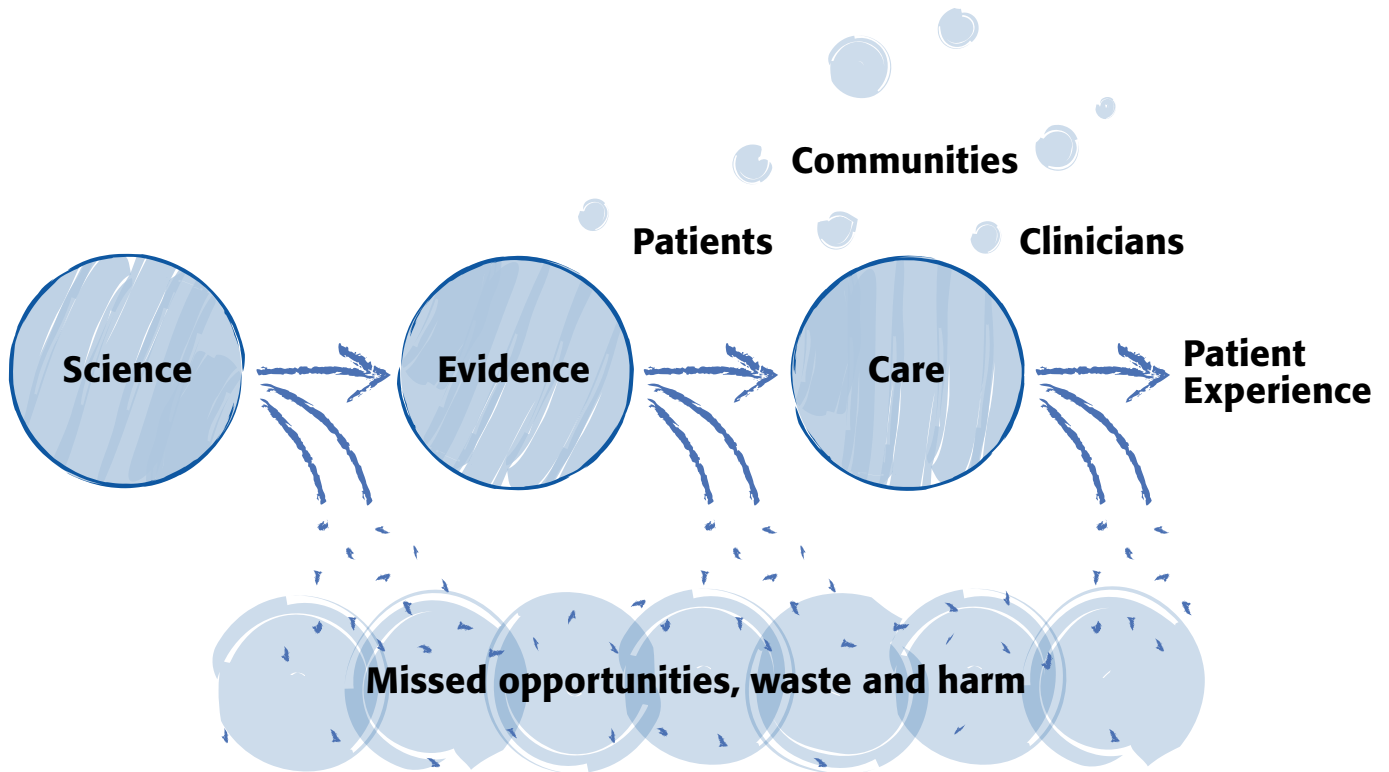 Communities
Patients
Clinicians
Science
Evidence
Care
Patient
Experience
Missed opportunities, waste and harm